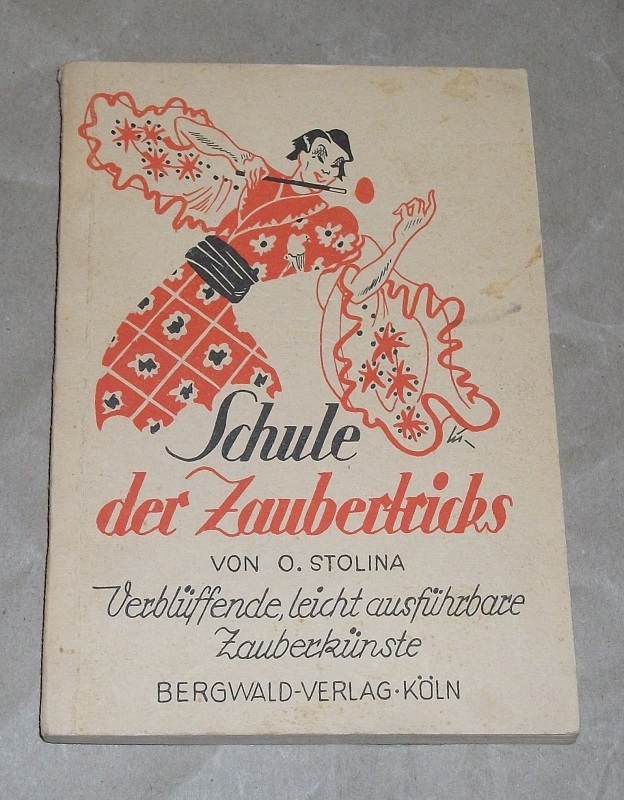 Schule
der Zaubertricks
VON O. STOLINA
Verblüffende, leicht ausführbare
Zauberkünste
BERGWALD-VERLAG·KÖLN